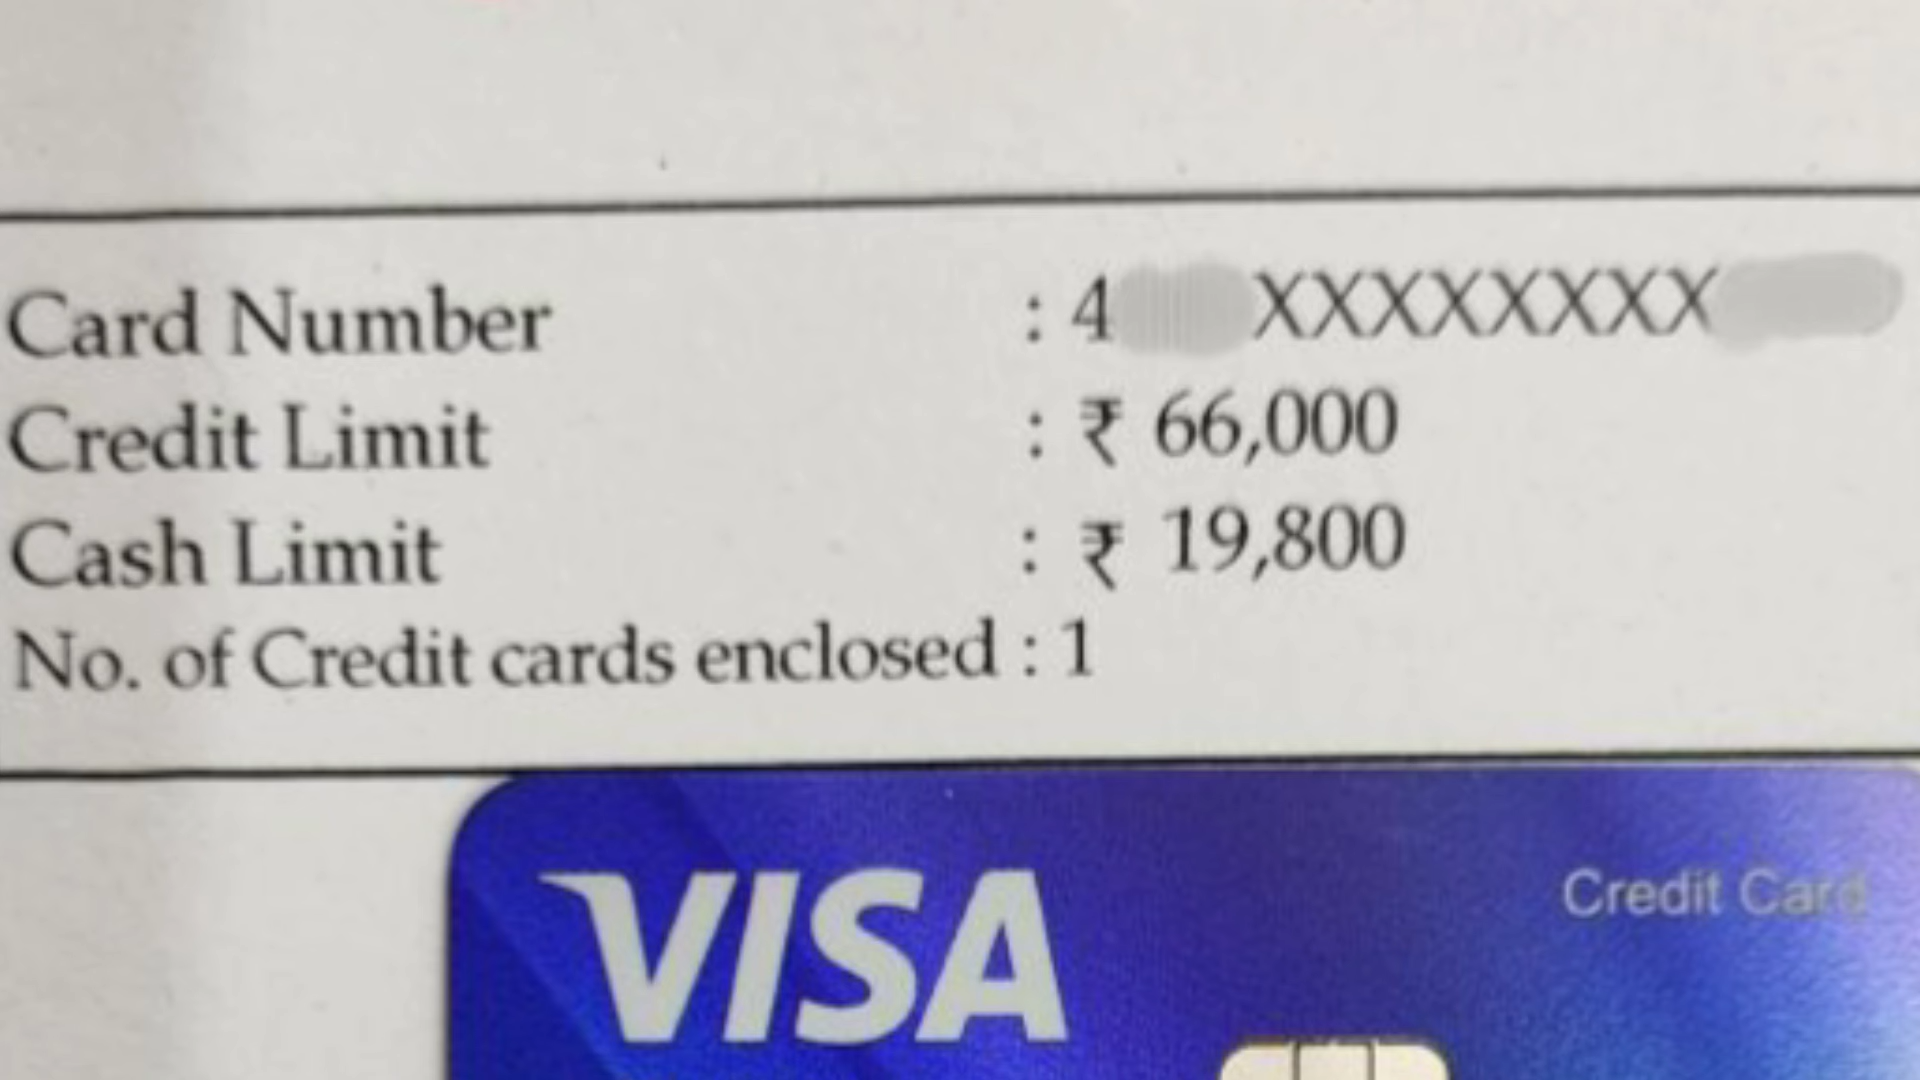 Card Number : 4 XXXXXXXX
Credit Limit : ₹ 66,000
Cash Limit : ₹ 19,800
No. of Credit cards enclosed : 1
VISA
Credit Card